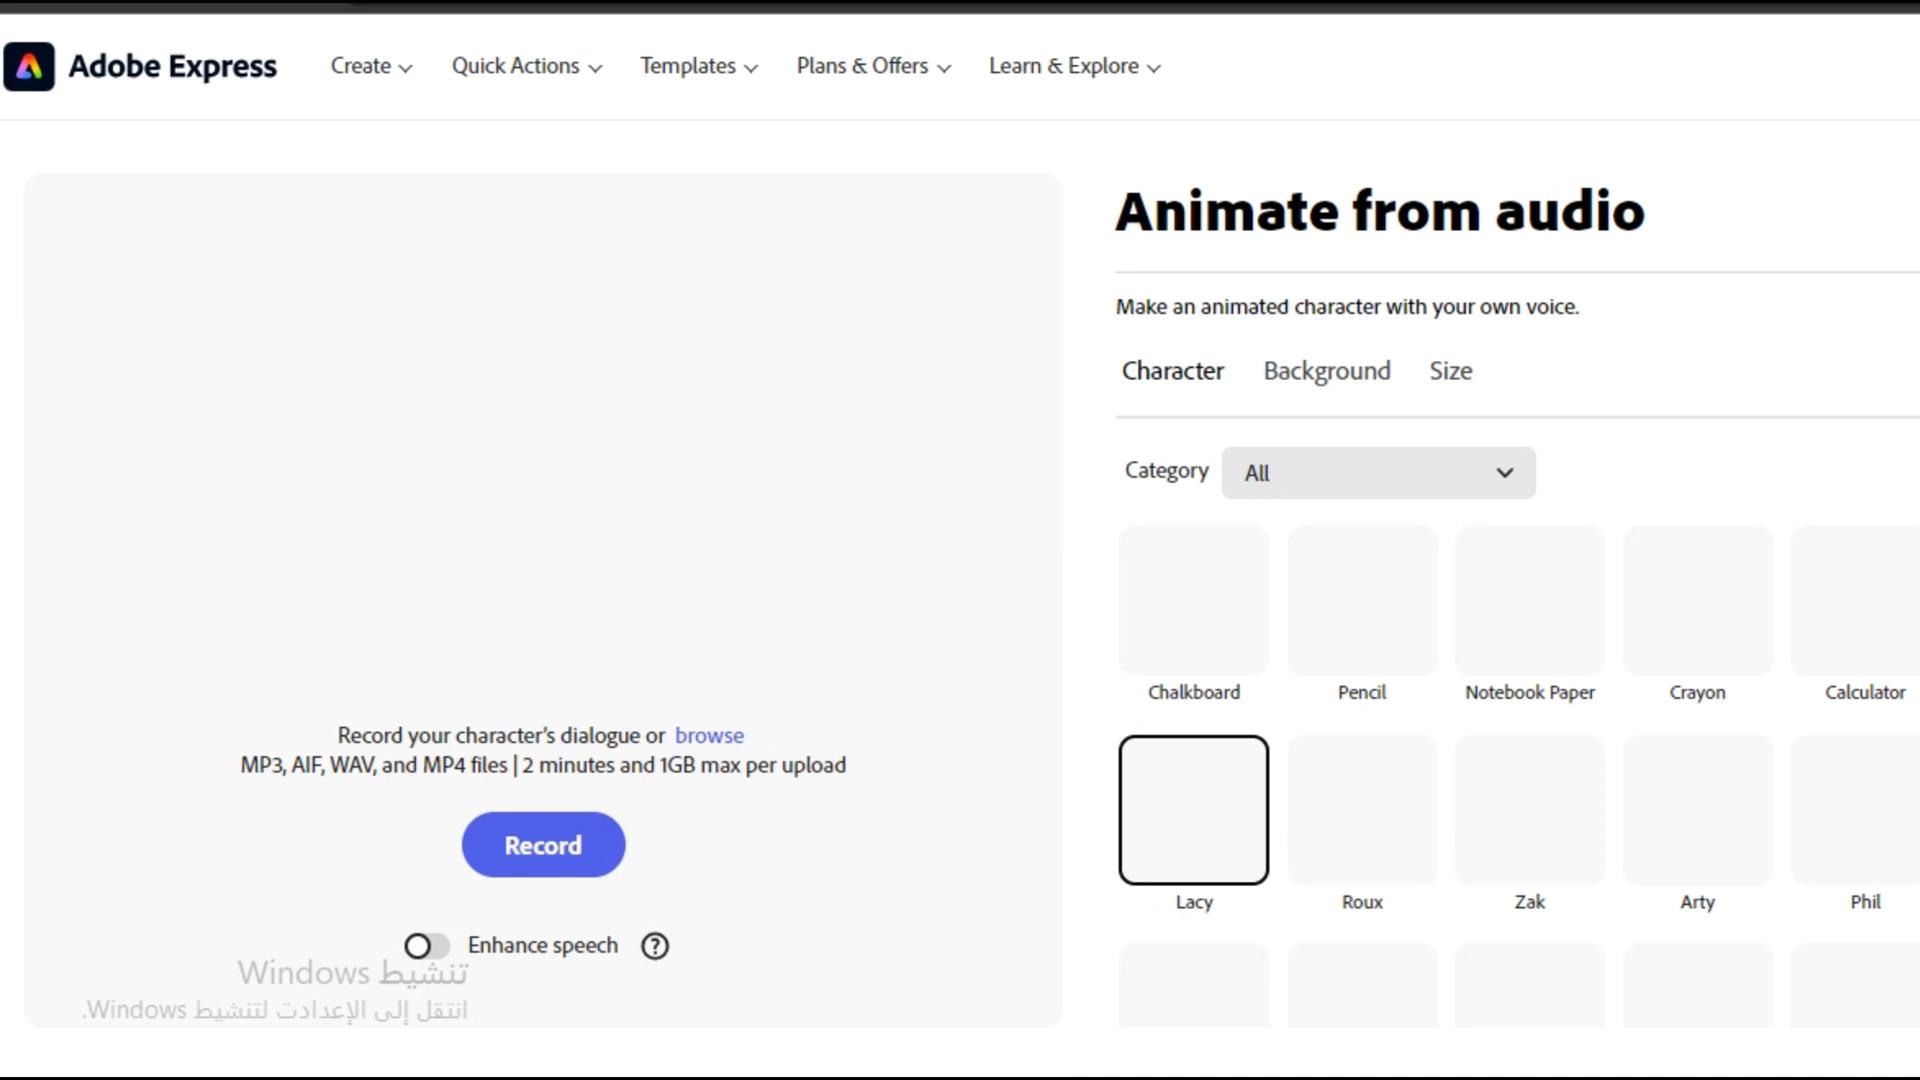 Adobe Express
Create
Quick Actions
Templates
Plans & Offers
Learn & Explore
Animate from audio
Make an animated character with your own voice.
Character
Background
Size
Category
All
Chalkboard
Pencil
Notebook Paper
Crayon
Calculator
Lacy
Roux
Zak
Arty
Phil
Record your character's dialogue or browse
MP3, AIF, WAV, and MP4 files | 2 minutes and 1GB max per upload
Record
Enhance speech
?
تنشيط Windows
انتقل إلى الإعدادت لتنشيط Windows.